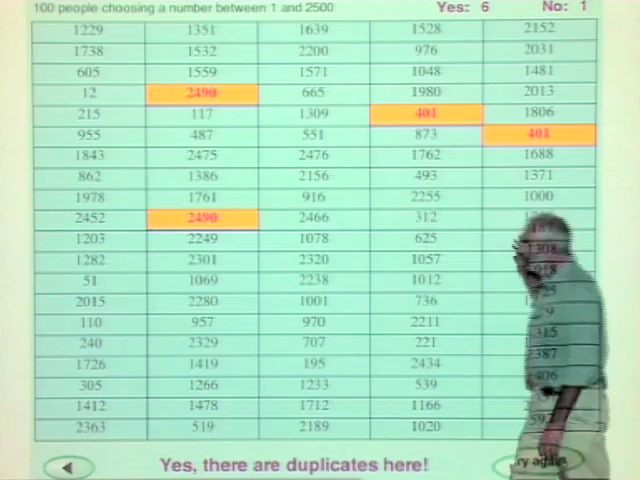 100 people choosing a number between 1 and 2500 Yes: 6 No: 1
1229 1351 1639 1528 2152
1738 1532 2200 976 2031
605 1559 1571 1048 1481
12 2490 665 1980 2013
215 117 1309 401 1806
955 487 551 873 401
1843 2475 2476 1762 1688
862 1386 2156 493 1371
1978 1761 916 2255 1000
2452 2490 2466 312
1203 2249 1078 625
1282 2301 2320 1057 1308
51 1069 2238 1012
2015 2280 1001 736
110 957 970 2211
240 2329 707 221
1726 1419 195 2434 2387
305 1266 1233 539
1412 1478 1712 1166
2363 519 2189 1020
Yes, there are duplicates here! again